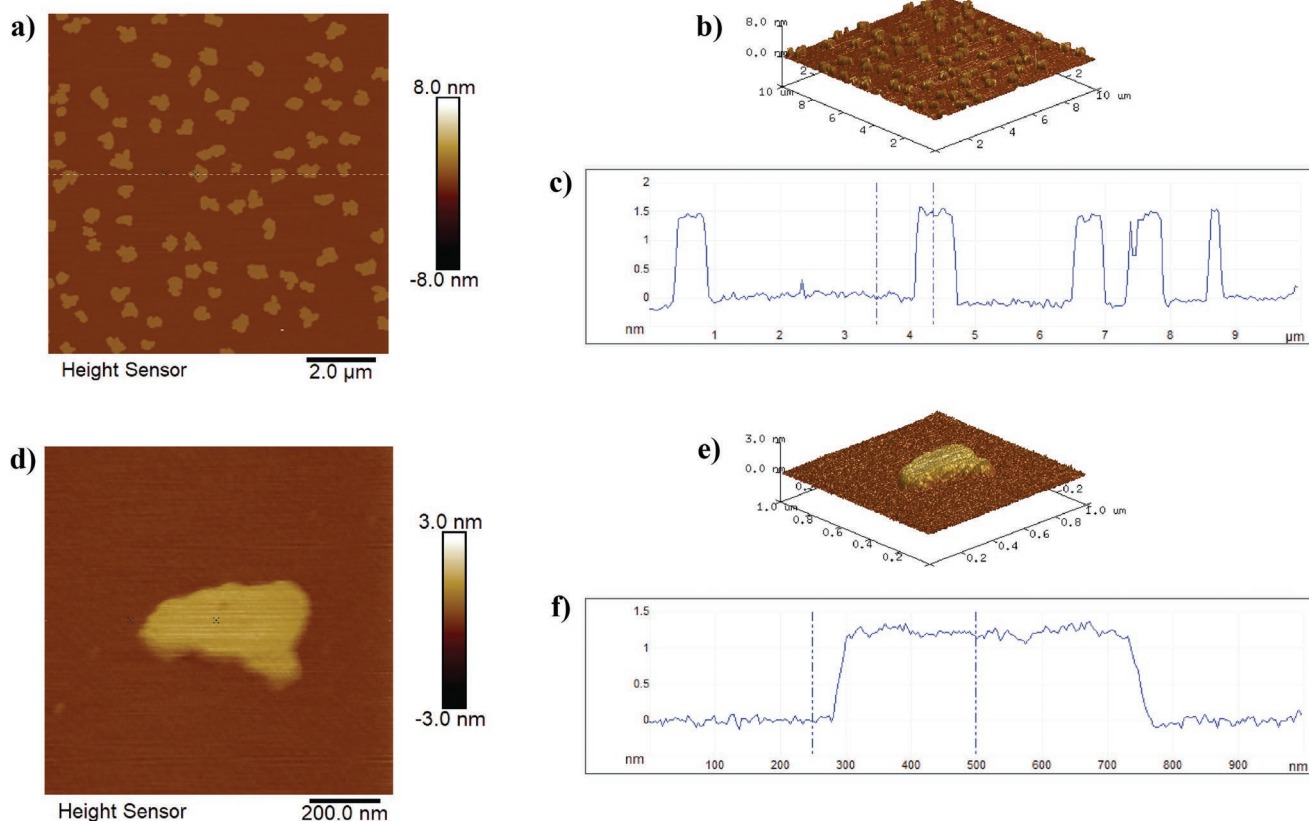 a)
8.0 nm
-8.0 nm
Height Sensor
2.0 µm
b)
8.0 nm
0.0 nm
2
10 um
8
6
4
2
2
4
6
8
10 um
2
c)
2
1.5
1
0.5
0
nm
1
2
3
4
5
6
7
8
9
µm
d)
3.0 nm
-3.0 nm
Height Sensor
200.0 nm
e)
3.0 nm
0.0 nm
0.
1.0 um
0.8
0.6
0.4
0.2
0.2
0.4
0.6
0.8
1.0 um
0.2
f)
1.5
1
0.5
0
nm
100
200
300
400
500
600
700
800
900
nm